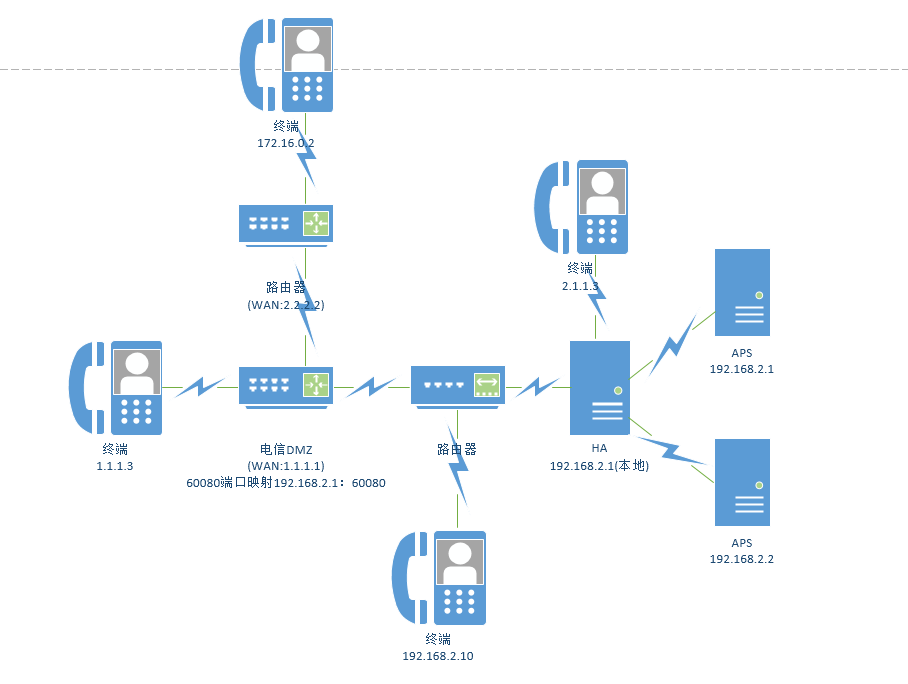 终端
172.16.0.2
终端
2.1.1.3
路由器
(WAN:2.2.2.2)
APS
192.168.2.1
终端
1.1.1.3
电信DMZ
(WAN:1.1.1.1)
60080端口映射192.168.2.1：60080
路由器
HA
192.168.2.1(本地)
APS
192.168.2.2
终端
192.168.2.10